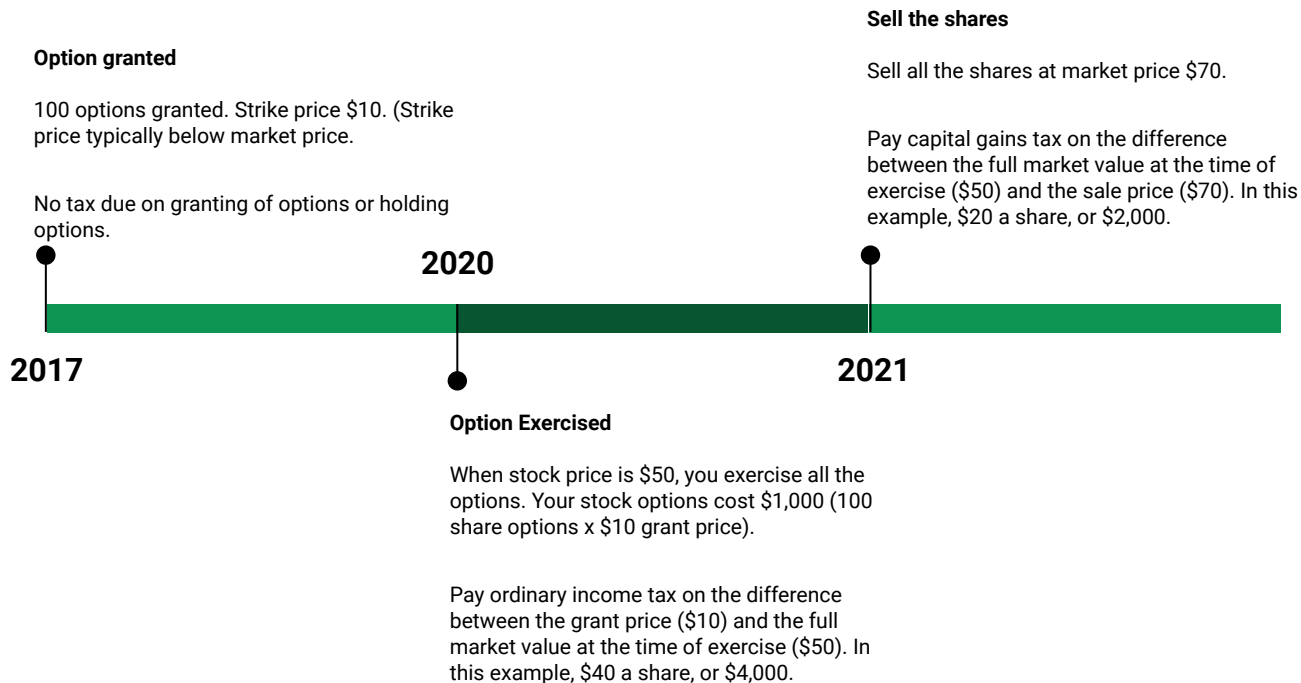 Option granted
100 options granted. Strike price $10. (Strike
price typically below market price.
No tax due on granting of options or holding
options.
2017
2020
Option Exercised
When stock price is $50, you exercise all the
options. Your stock options cost $1,000 (100
share options x $10 grant price).
Pay ordinary income tax on the difference
between the grant price ($10) and the full
market value at the time of exercise ($50). In
this example, $40 a share, or $4,000.
Sell the shares
Sell all the shares at market price $70.
Pay capital gains tax on the difference
between the full market value at the time of
exercise ($50) and the sale price ($70). In this
example, $20 a share, or $2,000.
2021